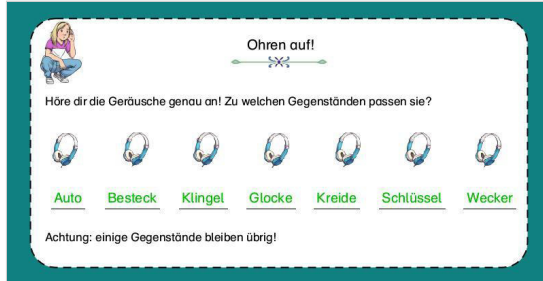 Ohren auf!
Höre dir die Geräusche genau an! Zu welchen Gegenständen passen sie?
Auto Besteck Klingel Glocke Kreide Schlüssel Wecker
Achtung: einige Gegenstände bleiben übrig!